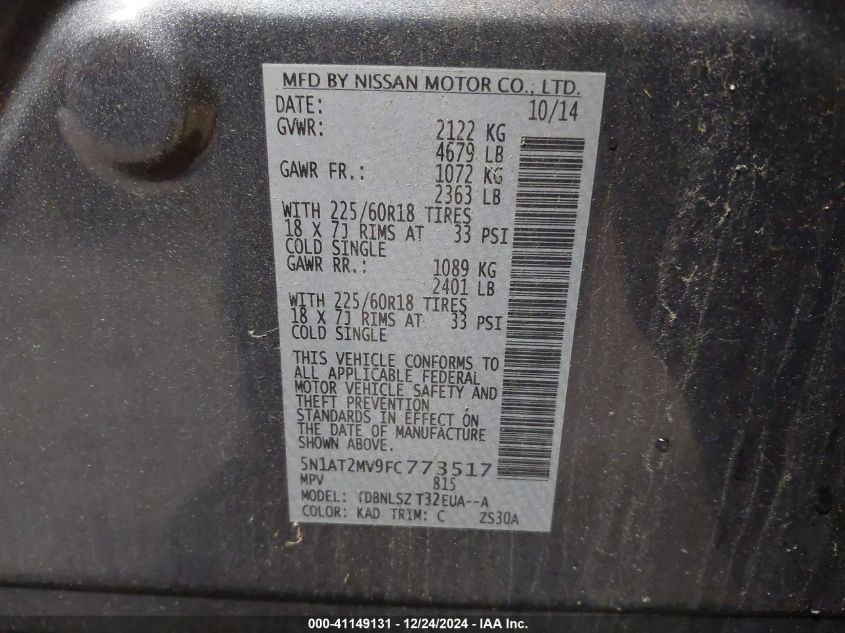 MFD BY NISSAN MOTOR CO., LTD.
DATE: 10/14
GVWR: 2122 KG
4679 LB
GAWR FR.: 1072 KG
2363 LB
WITH 225/60R18 TIRES
18 X 7J RIMS AT 33 PSI
COLD SINGLE
GAWR RR.: 1089 KG
2401 LB
WITH 225/60R18 TIRES
18 X 7J RIMS AT 33 PSI
COLD SINGLE
THIS VEHICLE CONFORMS TO
ALL APPLICABLE FEDERAL
MOTOR VEHICLE SAFETY AND
THEFT PREVENTION
STANDARDS IN EFFECT ON
THE DATE OF MANUFACTURE
SHOWN ABOVE.
5N1AT2MV9FC773517
MPV 815
MODEL: TDBNLSZ T32EUA--A
COLOR: KAD TRIM: C ZS30A
000-41149131 - 12/24/2024 - IAA Inc.